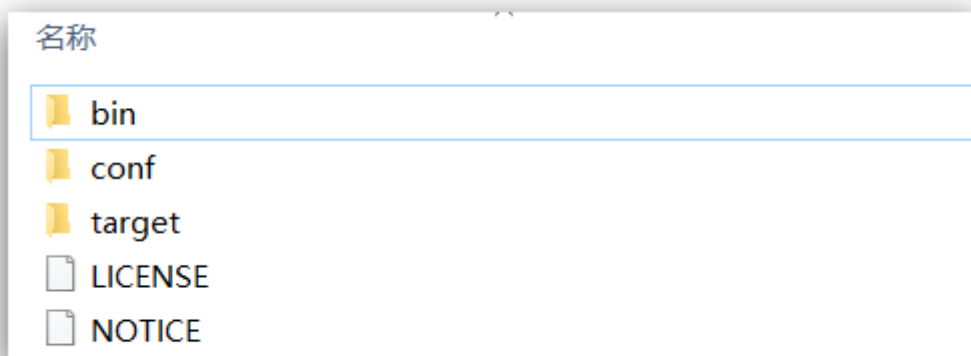 名称
bin
conf
target
LICENSE
NOTICE